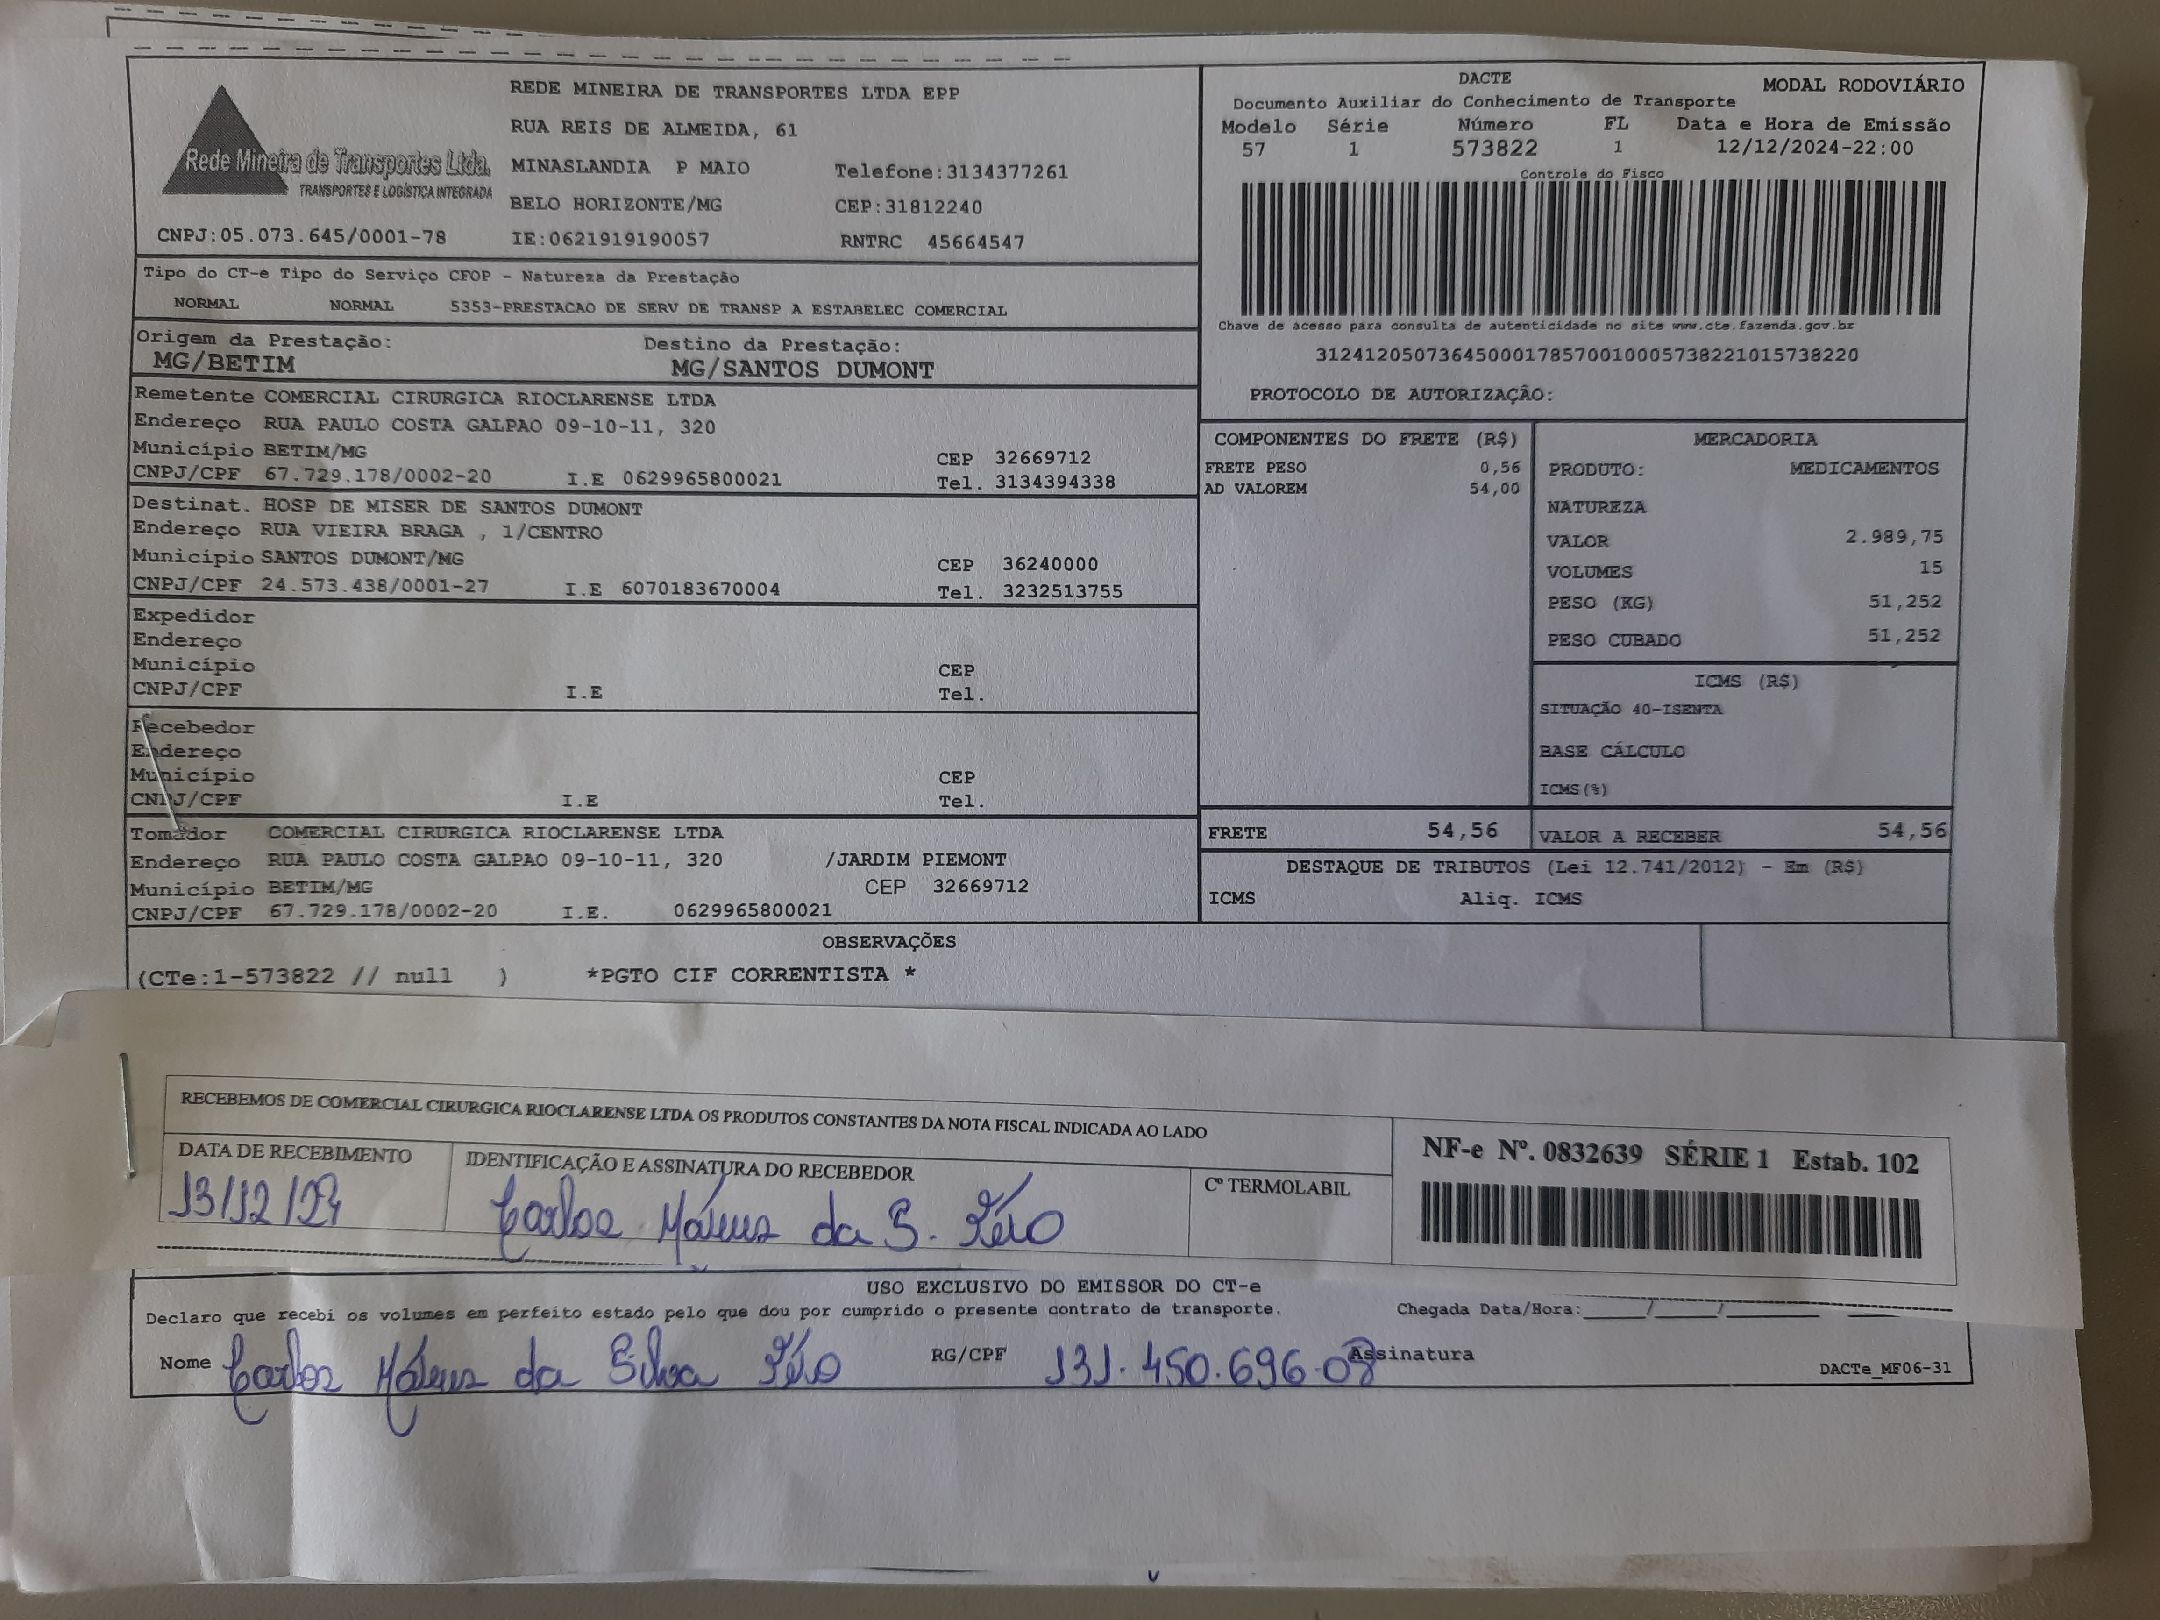 Rede Mineira de Transportes Ltda.
TRANSPORTES E LOGÍSTICA INTEGRADA
CNPJ:05.073.645/0001-78
REDE MINEIRA DE TRANSPORTES LTDA EPP
RUA REIS DE ALMEIDA, 61
MINASLANDIA P MAIO Telefone:3134377261
BELO HORIZONTE/MG CEP:31812240
IE:0621919190057 RNTRC 45664547
DACTE MODAL RODOVIÁRIO
Documento Auxiliar do Conhecimento de Transporte
Modelo Série Número FL Data e Hora de Emissão
57 1 573822 1 12/12/2024-22:00
Controle do Fisco
Chave de acesso para consulta de autenticidade no site www.cte.fazenda.gov.br
31241205073645000178570010005738221015738220
PROTOCOLO DE AUTORIZAÇÃO:
Tipo do CT-e Tipo do Serviço CFOP - Natureza da Prestação
NORMAL NORMAL 5353-PRESTACAO DE SERV DE TRANSP A ESTABELEC COMERCIAL
Origem da Prestação: Destino da Prestação:
MG/BETIM MG/SANTOS DUMONT
Remetente COMERCIAL CIRURGICA RIOCLARENSE LTDA
Endereço RUA PAULO COSTA GALPAO 09-10-11, 320
Município BETIM/MG CEP 32669712
CNPJ/CPF 67.729.178/0002-20 I.E 0629965800021 Tel. 3134394338
Destinat. HOSP DE MISER DE SANTOS DUMONT
Endereço RUA VIEIRA BRAGA , 1/CENTRO
Município SANTOS DUMONT/MG CEP 36240000
CNPJ/CPF 24.573.438/0001-27 I.E 6070183670004 Tel. 3232513755
Expedidor
Endereço
Município CEP
CNPJ/CPF I.E Tel.
Recebedor
Endereço
Município CEP
CNPJ/CPF I.E Tel.
Tomador COMERCIAL CIRURGICA RIOCLARENSE LTDA
Endereço RUA PAULO COSTA GALPAO 09-10-11, 320 /JARDIM PIEMONT
Município BETIM/MG CEP 32669712
CNPJ/CPF 67.729.178/0002-20 I.E. 0629965800021
COMPONENTES DO FRETE (R$)
FRETE PESO 0,56
AD VALOREM 54,00
MERCADORIA
PRODUTO: MEDICAMENTOS
NATUREZA
VALOR 2.989,75
VOLUMES 15
PESO (KG) 51,252
PESO CUBADO 51,252
ICMS (R$)
SITUAÇÃO 40-ISENTA
BASE CÁLCULO
ICMS(%)
FRETE 54,56 VALOR A RECEBER 54,56
DESTAQUE DE TRIBUTOS (Lei 12.741/2012) - Em (R$)
ICMS Aliq. ICMS
OBSERVAÇÕES
(CTe:1-573822 // null ) *PGTO CIF CORRENTISTA *
RECEBEMOS DE COMERCIAL CIRURGICA RIOCLARENSE LTDA OS PRODUTOS CONSTANTES DA NOTA FISCAL INDICADA AO LADO
DATA DE RECEBIMENTO IDENTIFICAÇÃO E ASSINATURA DO RECEBEDOR Cº TERMOLABIL
13/12/24 Carlos Máteus da S.
NF-e Nº. 0832639 SÉRIE 1 Estab. 102
USO EXCLUSIVO DO EMISSOR DO CT-e
Declaro que recebi os volumes em perfeito estado pelo que dou por cumprido o presente contrato de transporte. Chegada Data/Hora:____/____/____
Nome Carlos Máteus da Silva RG/CPF 131.450.696-08 Assinatura
DACTe_MF06-31